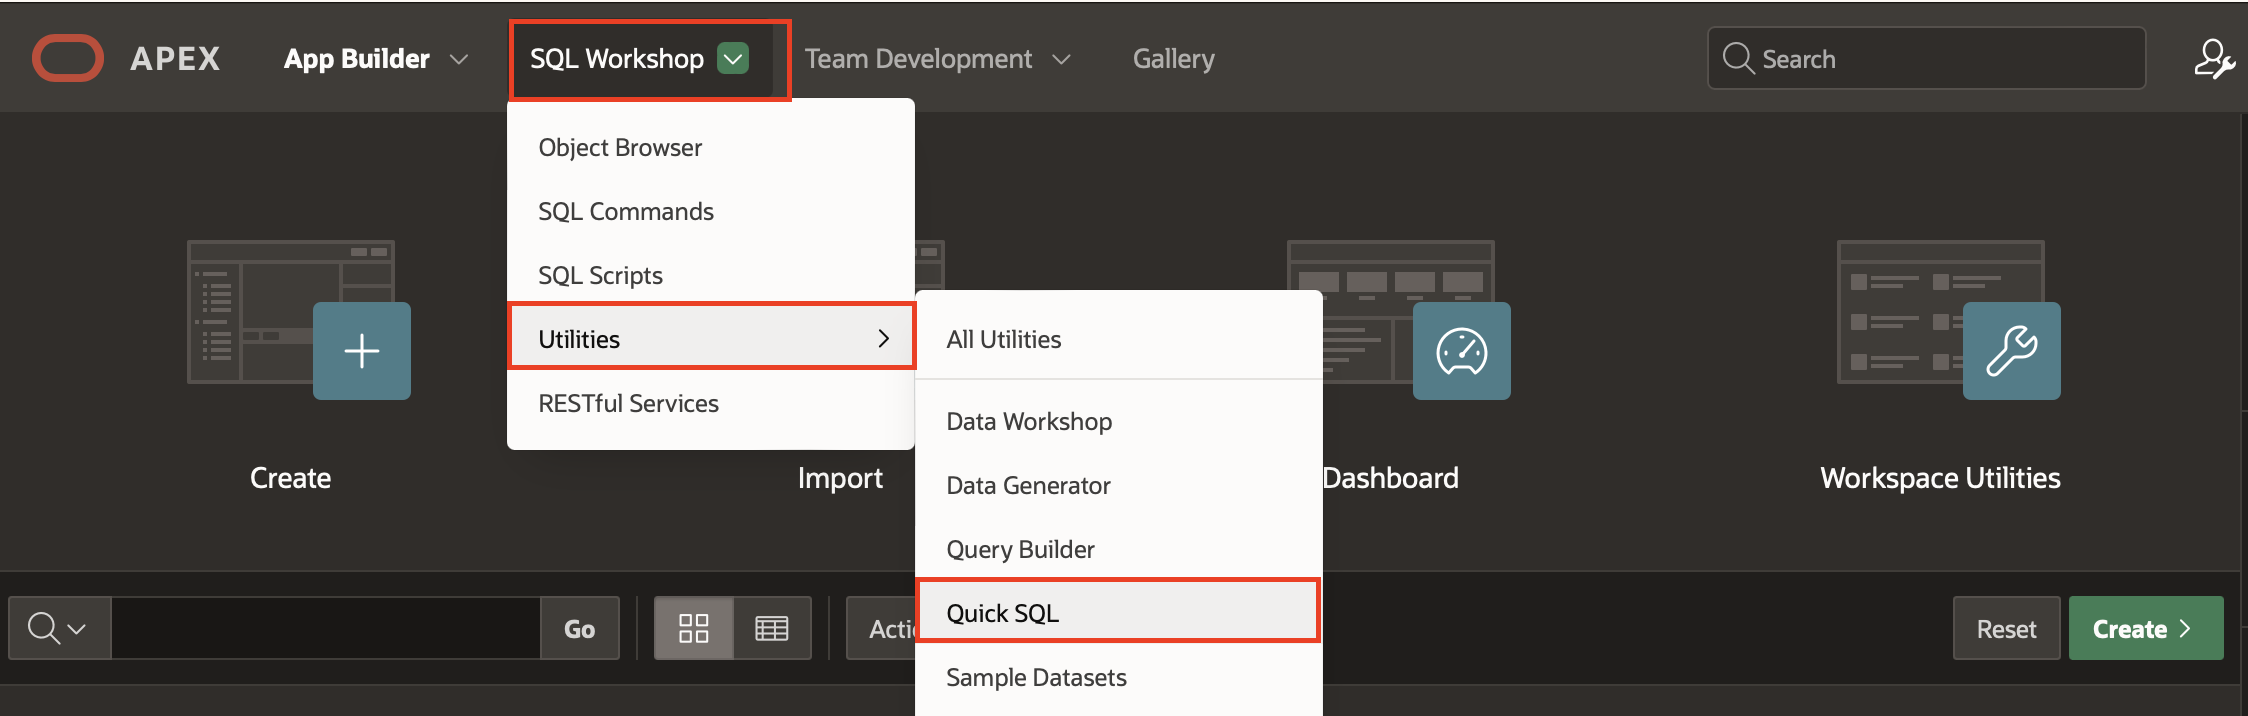 APEX
App Builder
SQL Workshop
Team Development
Gallery
Search
Object Browser
SQL Commands
SQL Scripts
Utilities
RESTful Services
All Utilities
Data Workshop
Data Generator
Query Builder
Quick SQL
Sample Datasets
Create
Import
Dashboard
Workspace Utilities
Go
Reset
Create